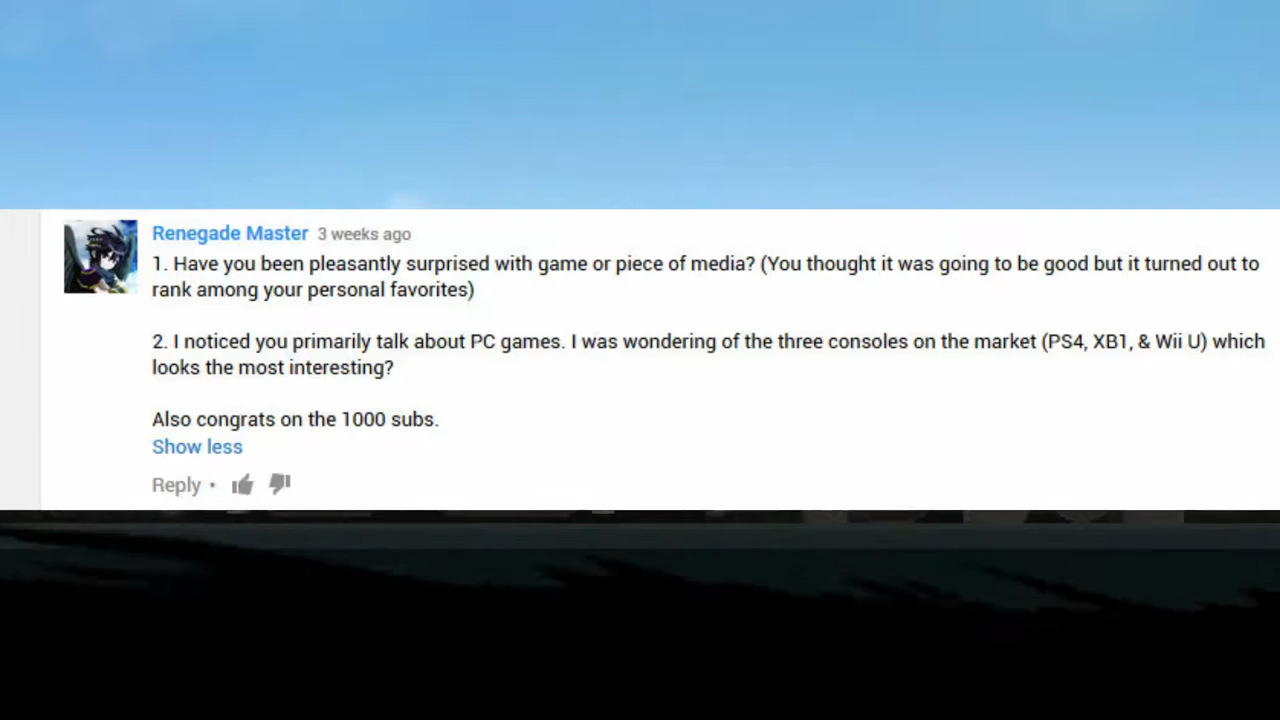 Renegade Master 3 weeks ago
1. Have you been pleasantly surprised with game or piece of media? (You thought it was going to be good but it turned out to
rank among your personal favorites)
2. I noticed you primarily talk about PC games. I was wondering of the three consoles on the market (PS4, XB1, & Wii U) which
looks the most interesting?
Also congrats on the 1000 subs.
Show less
Reply •